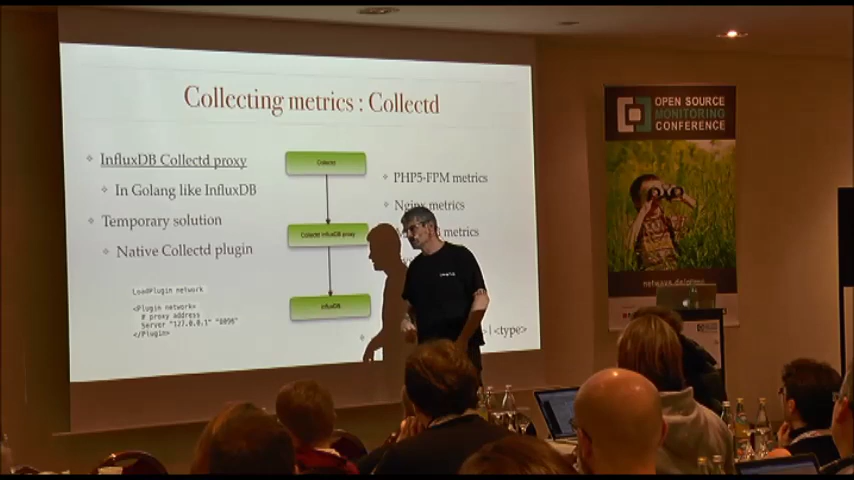 Collecting metrics : Collectd
InfluxDB Collectd proxy
In Golang like InfluxDB
Temporary solution
Native Collectd plugin
LoadPlugin network
<Plugin network>
# proxy address
Server "127.0.0.1" "8096"
</Plugin>
Collectd
Collectd InfluxDB proxy
InfluxDB
PHP5-FPM metrics
Nginx metrics
metrics
<type>
OPEN SOURCE
MONITORING
CONFERENCE